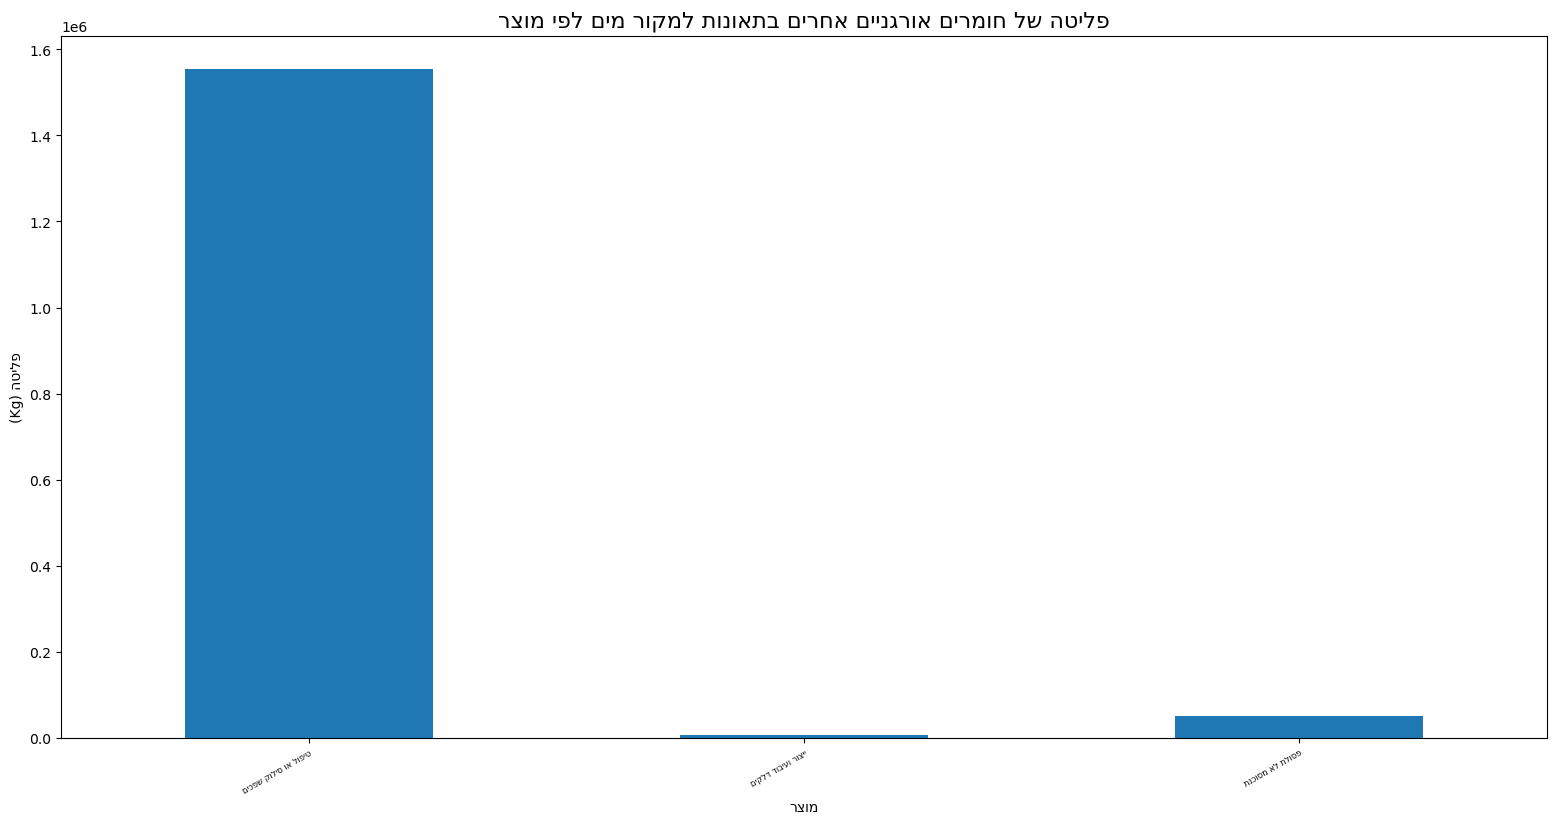 פליטה של חומרים אורגניים אחרים בתאונות למקור מים לפי מוצר
1e6
1.6
1.4
1.2
1.0
0.8
0.6
0.4
0.2
0.0
פליטה (Kg)
טיפול או סילוק שפכים
ייצור ועיבוד דלקים
פסולת לא מסוכנת
מוצר